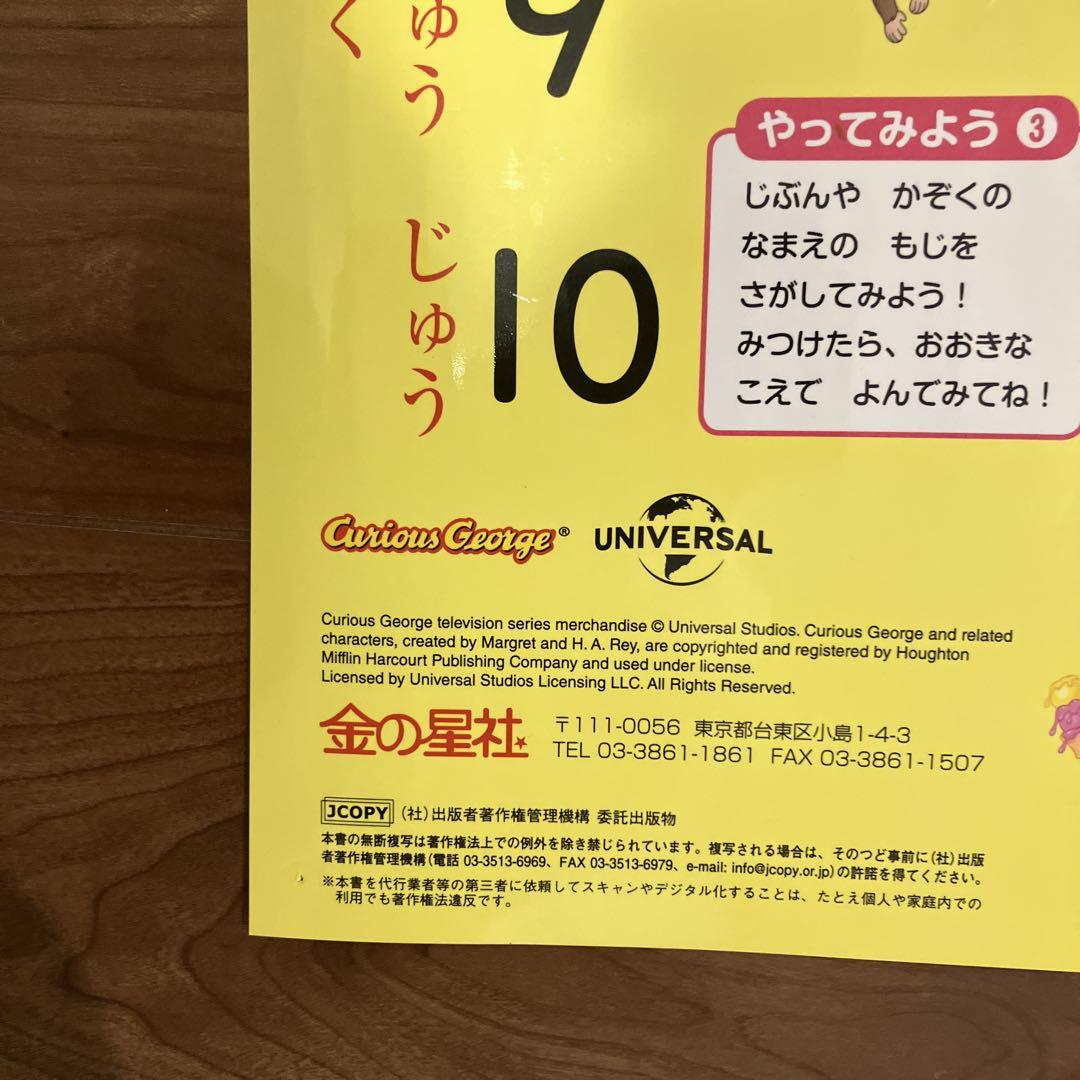 く
ゅう
9
じゅう
10
やってみよう 3
じぶんや かぞくの
なまえの もじを
さがしてみよう！
みつけたら、おおきな
こえで よんでみてね！
Curious George®
UNIVERSAL
Curious George television series merchandise © Universal Studios. Curious George and related
characters, created by Margret and H. A. Rey, are copyrighted and registered by Houghton
Mifflin Harcourt Publishing Company and used under license.
Licensed by Universal Studios Licensing LLC. All Rights Reserved.
金の星社
〒111-0056 東京都台東区小島1-4-3
TEL 03-3861-1861 FAX 03-3861-1507
JCOPY (社)出版者著作権管理機構 委託出版物
本書の無断複写は著作権法上での例外を除き禁じられています。複写される場合は、そのつど事前に(社)出版
者著作権管理機構(電話 03-3513-6969、FAX 03-3513-6979、e-mail: info@jcopy.or.jp)の許諾を得てください。
※本書を代行業者等の第三者に依頼してスキャンやデジタル化することは、たとえ個人や家庭内での
利用でも著作権法違反です。